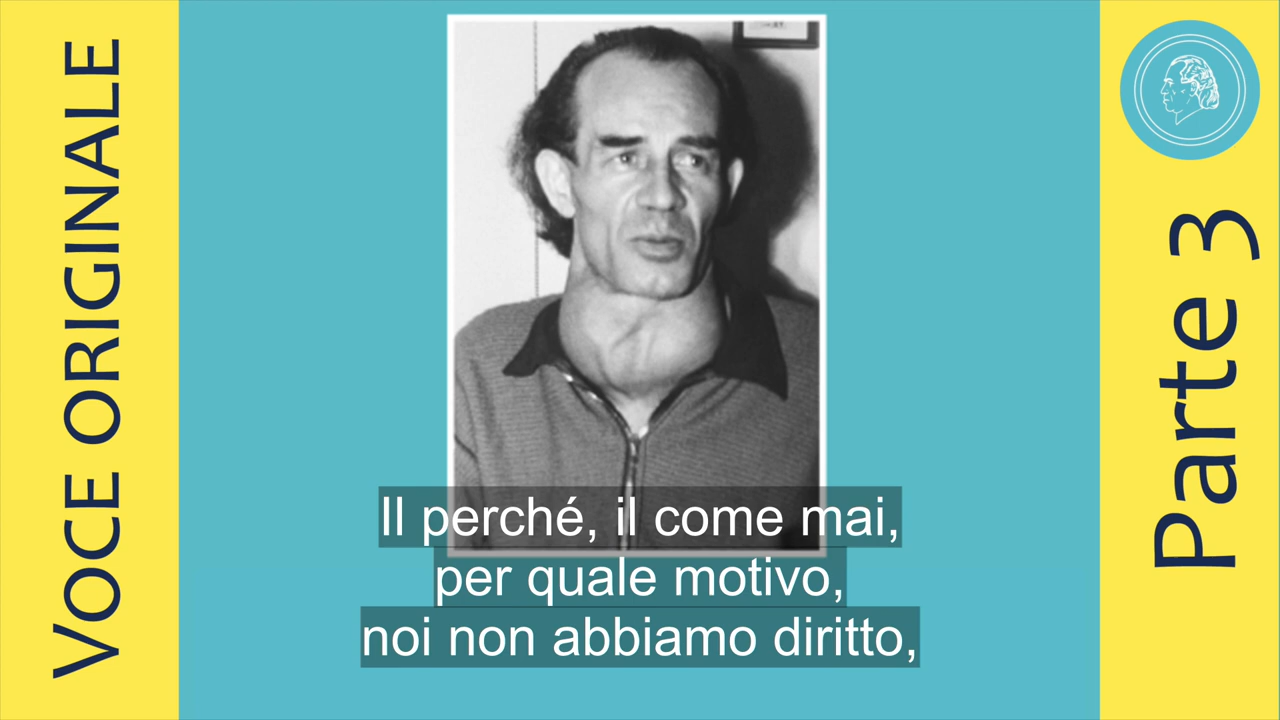 VOCE ORIGINALE
Il perché, il come mai,
per quale motivo,
noi non abbiamo diritto,
Parte 3